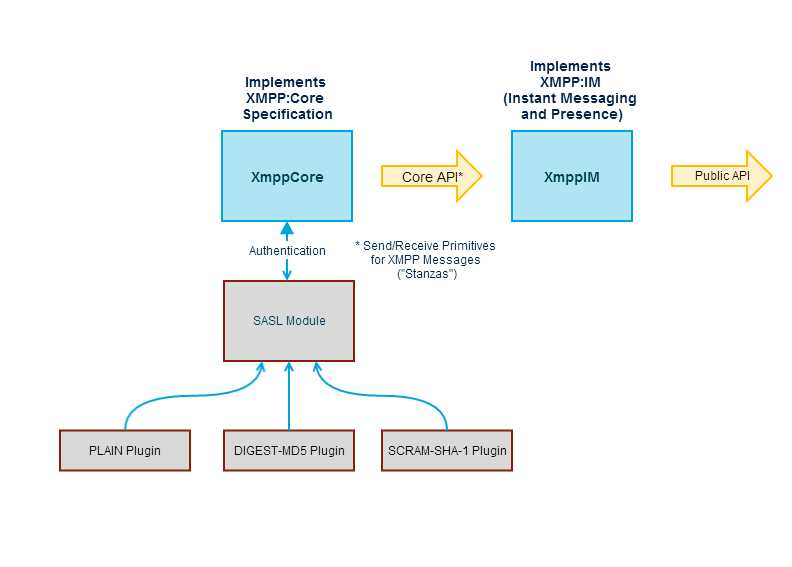 Implements
XMPP:Core
Specification
Implements
XMPP:IM
(Instant Messaging
and Presence)
XmppCore
Core API*
XmppIM
Public API
Authentication
* Send/Receive Primitives
for XMPP Messages
("Stanzas")
SASL Module
PLAIN Plugin
DIGEST-MD5 Plugin
SCRAM-SHA-1 Plugin